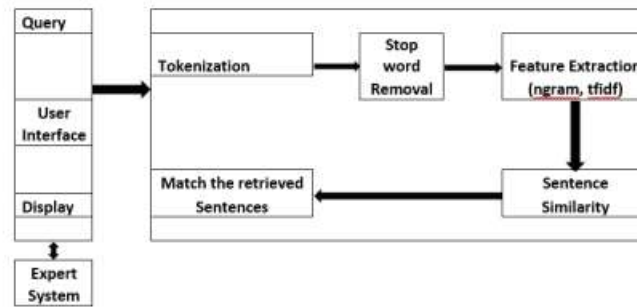 Query
User
Interface
Display
Expert
System
Tokenization
Stop
word
Removal
Feature Extraction
(ngram, tfidf)
Match the retrieved
Sentences
Sentence
Similarity